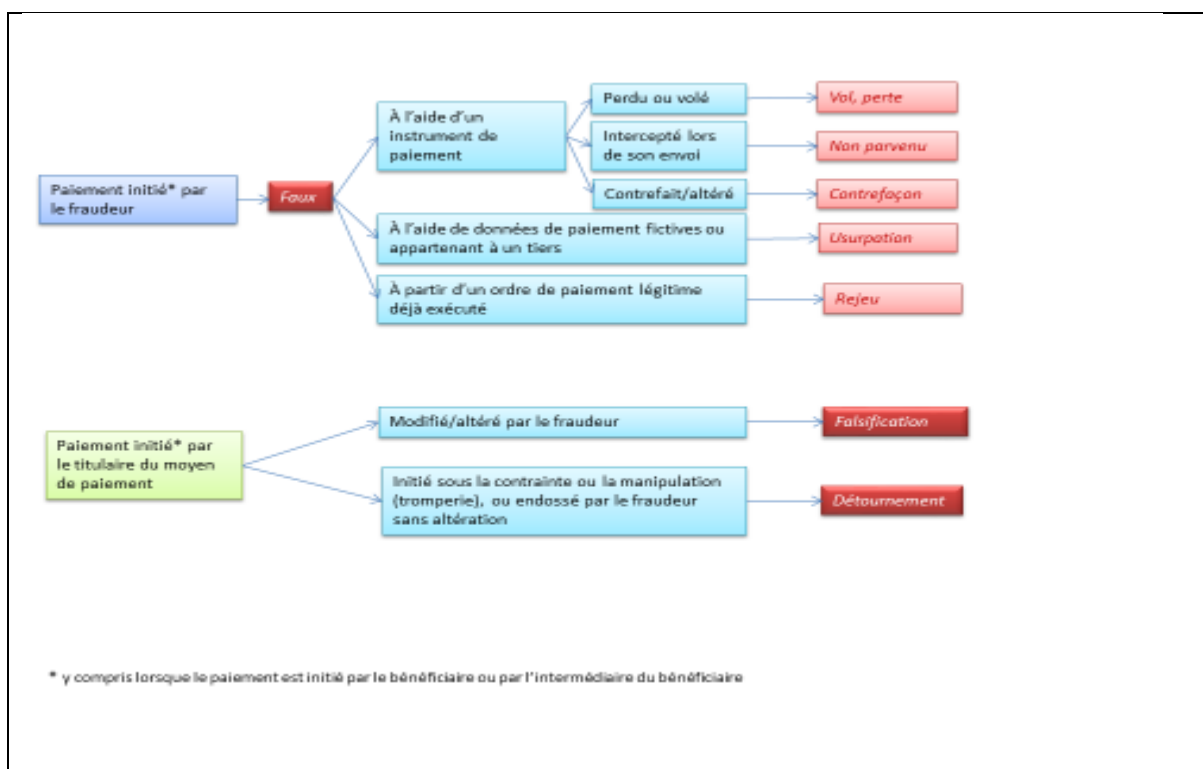 Perdu ou volé
Vol, perte
À l'aide d'un
instrument de
paiement
Intercepté lors
de son envoi
Non parvenu
Paiement initié* par
le fraudeur
Faux
Contrefait/altéré
Contrefaçon
À l'aide de données de paiement fictives ou
appartenant à un tiers
Usurpation
À partir d'un ordre de paiement légitime
déjà exécuté
Rejeu
Paiement initié* par
le titulaire du moyen
de paiement
Modifié/altéré par le fraudeur
Falsification
Initié sous la contrainte ou la manipulation
(tromperie), ou endossé par le fraudeur
sans altération
Détournement
* y compris lorsque le paiement est initié par le bénéficiaire ou par l'intermédiaire du bénéficiaire